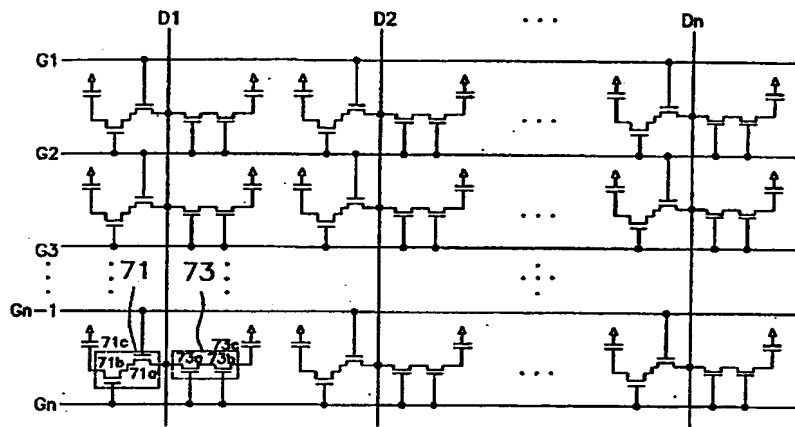 D1 D2 ... Dn
G1
...
G2
...
G3
71 73
Gn-1
71c 73c
71b 71a 73a 73b
...
Gn